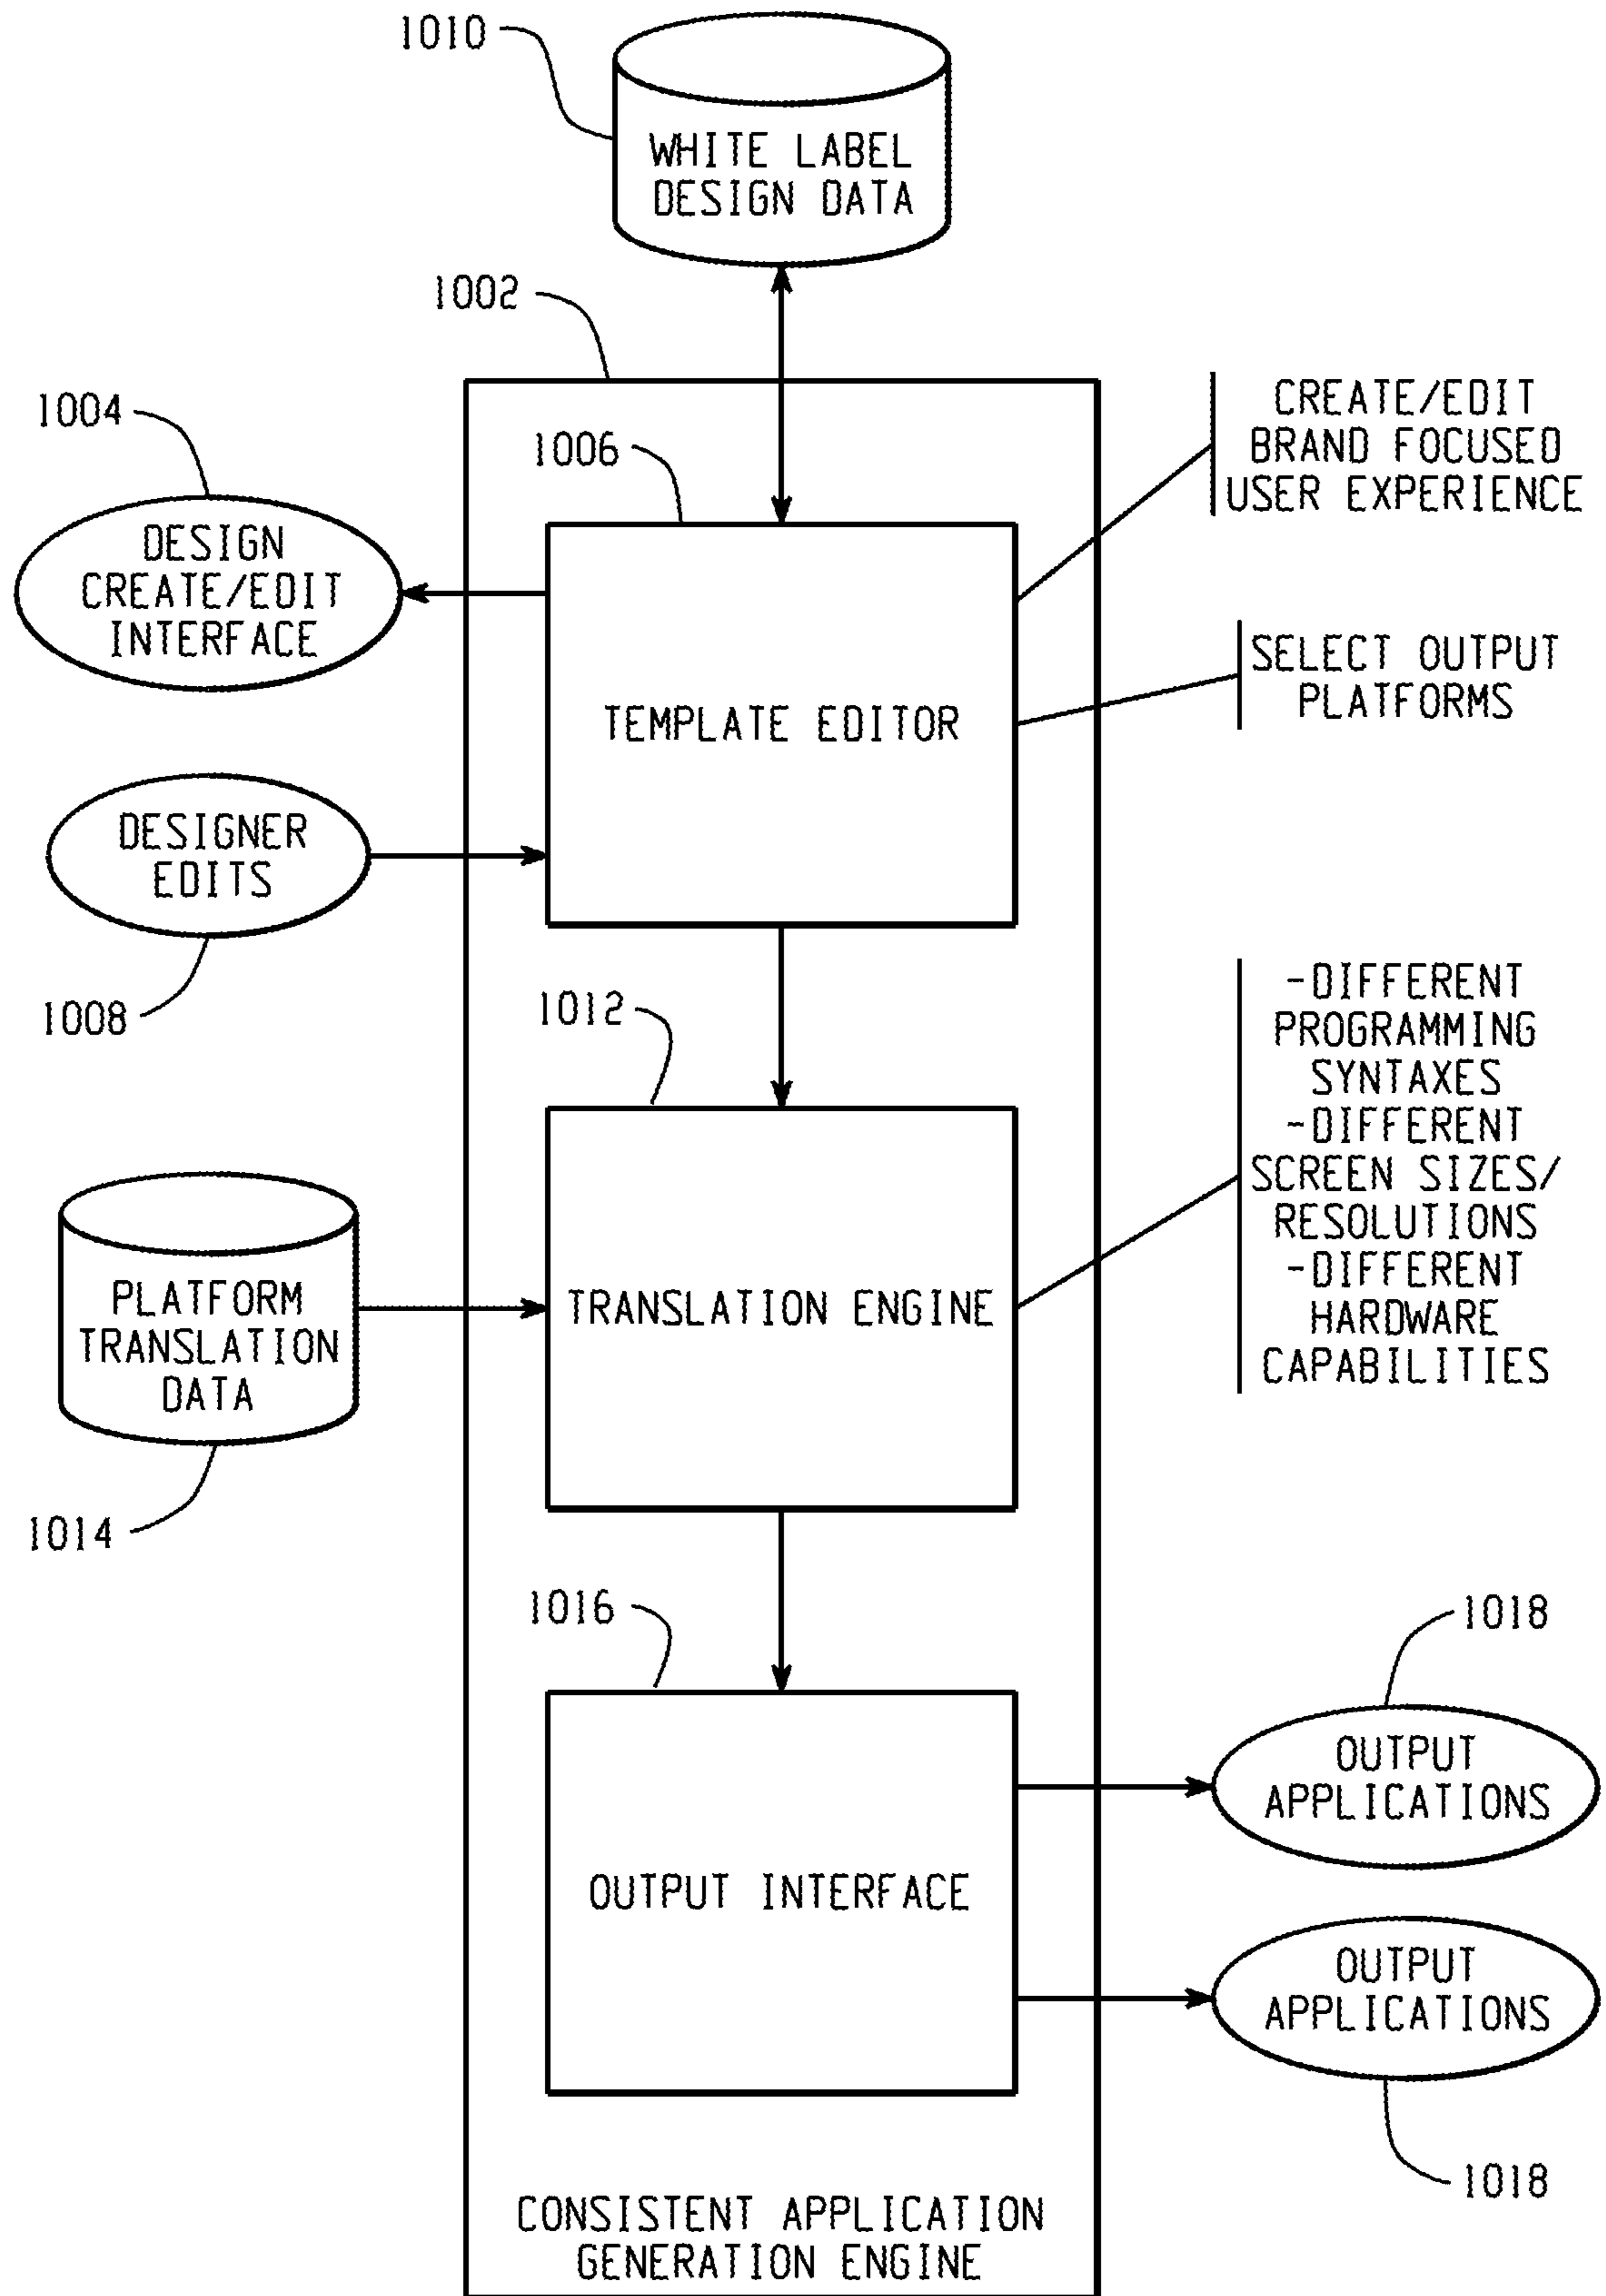 1010
WHITE LABEL
DESIGN DATA
1002
1004
1006
CREATE/EDIT
BRAND FOCUSED
USER EXPERIENCE
DESIGN
CREATE/EDIT
INTERFACE
SELECT OUTPUT
PLATFORMS
TEMPLATE EDITOR
DESIGNER
EDITS
1008
1012
-DIFFERENT
PROGRAMMING
SYNTAXES
-DIFFERENT
SCREEN SIZES/
RESOLUTIONS
-DIFFERENT
HARDWARE
CAPABILITIES
PLATFORM
TRANSLATION
DATA
TRANSLATION ENGINE
1014
1016
1018
OUTPUT
APPLICATIONS
OUTPUT INTERFACE
OUTPUT
APPLICATIONS
1018
CONSISTENT APPLICATION
GENERATION ENGINE